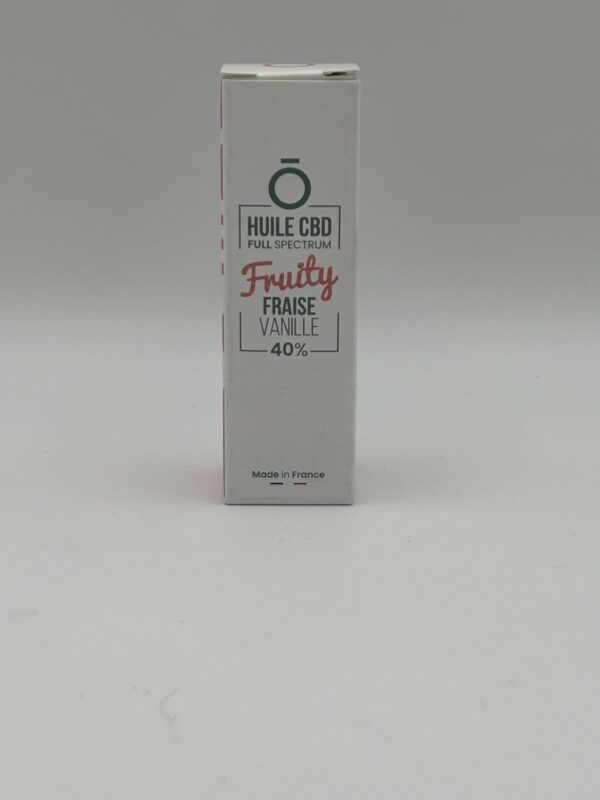 Ō
HUILE CBD
FULL SPECTRUM
Fruity
FRAISE
VANILLE
40%
Made in France